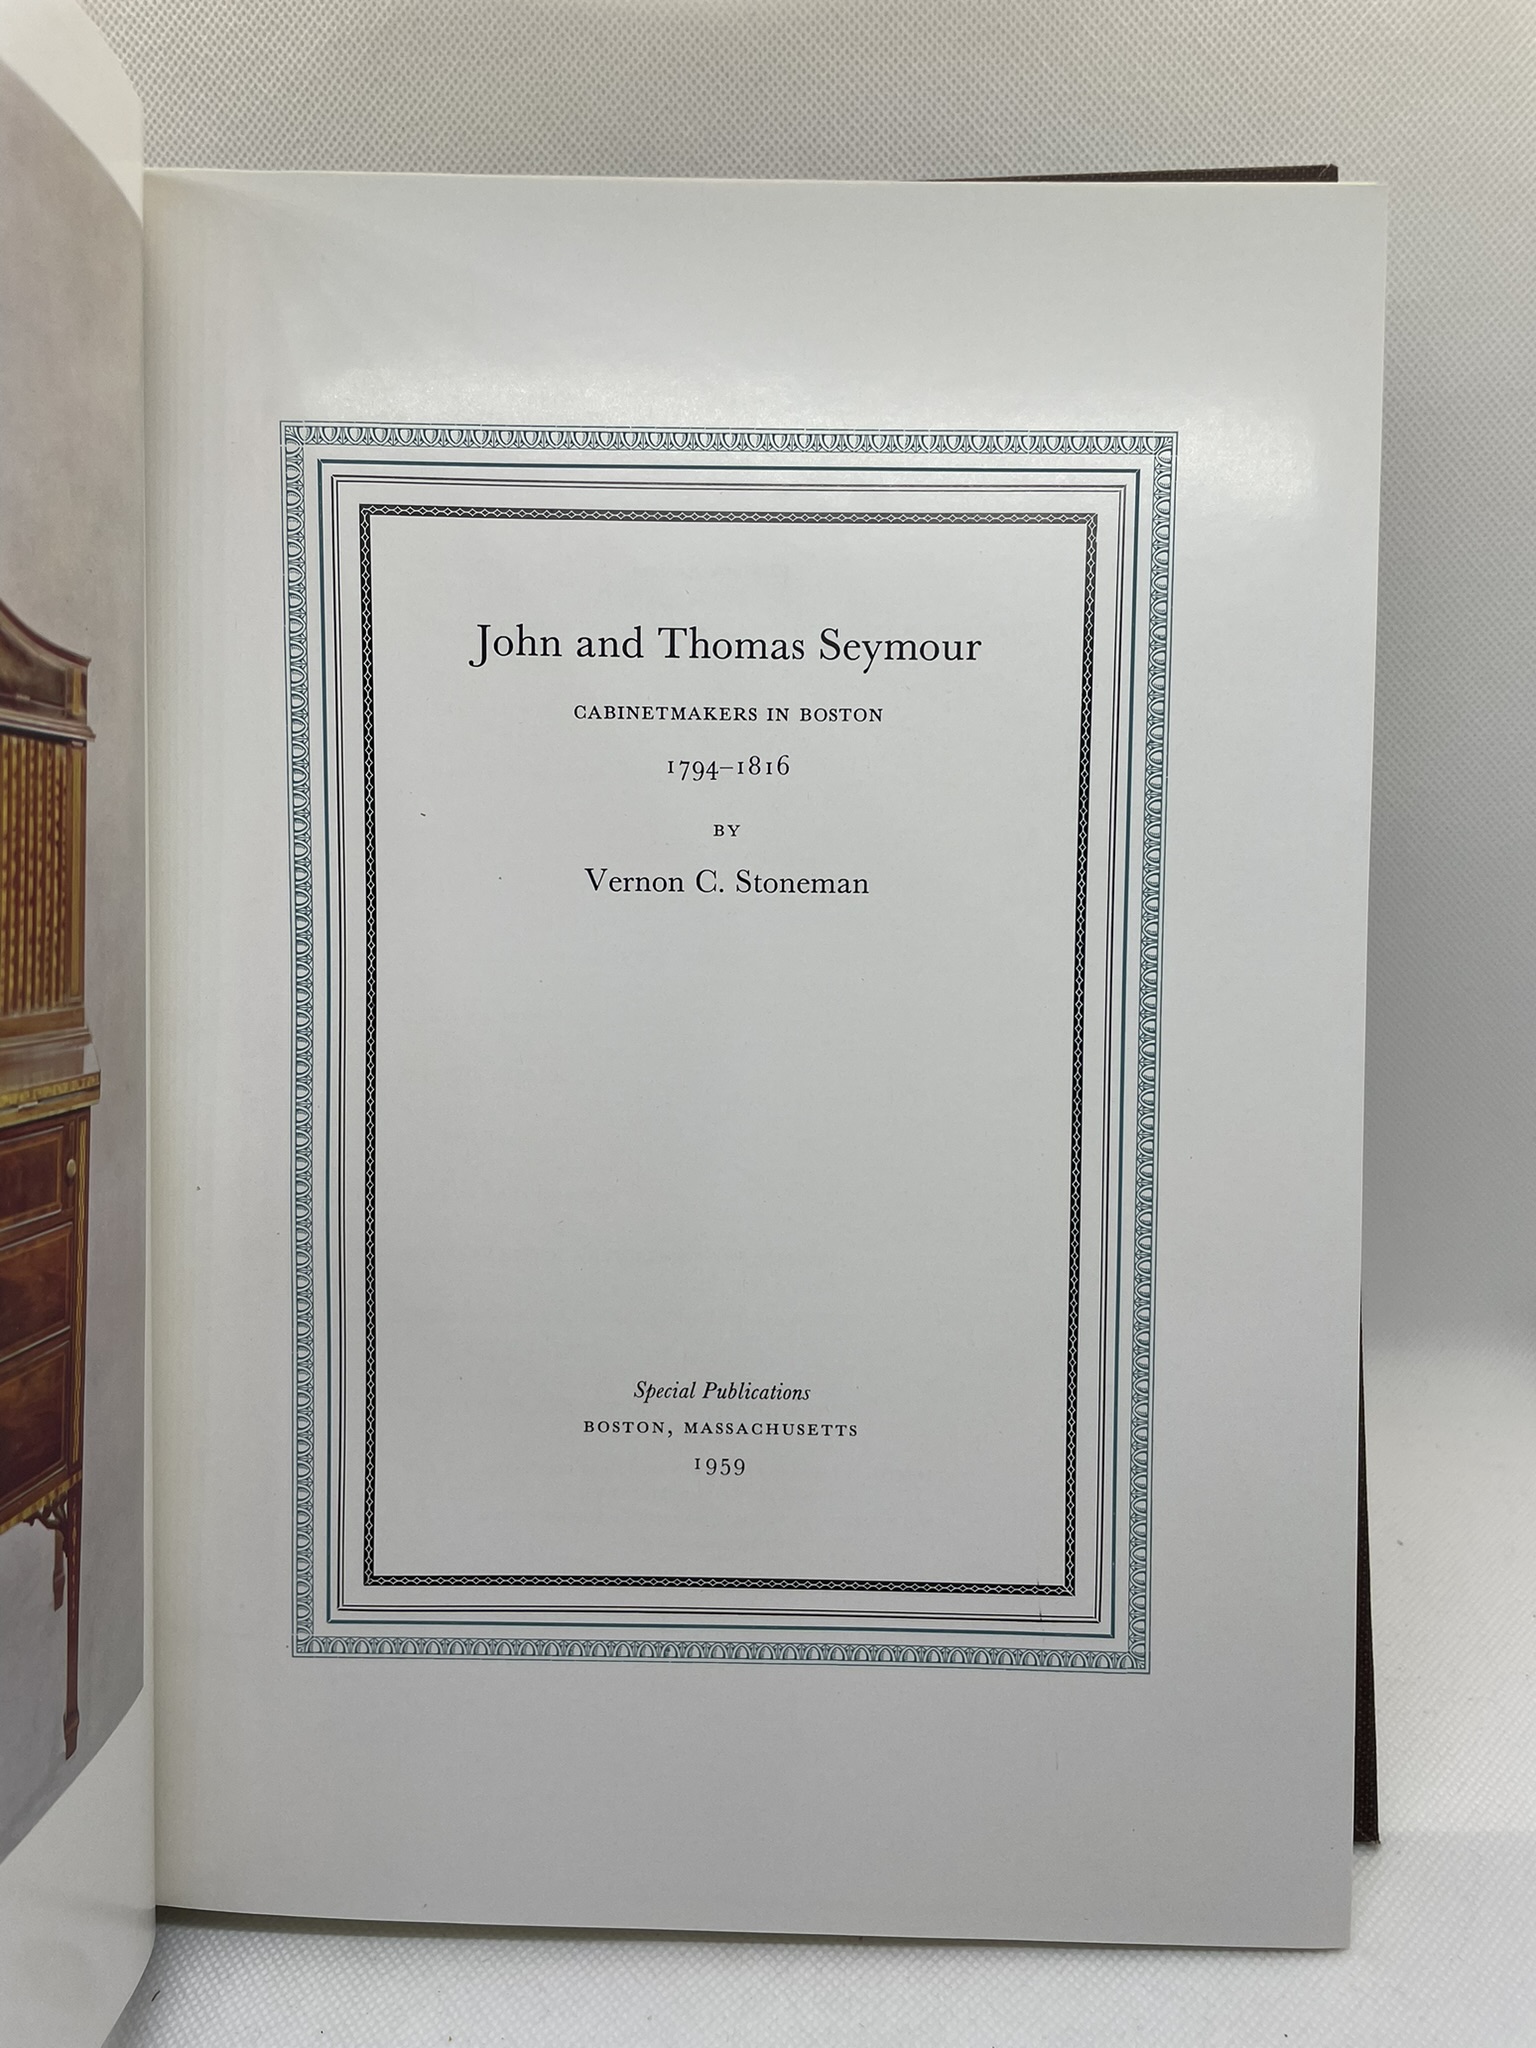 John and Thomas Seymour
CABINETMAKERS IN BOSTON
1794–1816
BY
Vernon C. Stoneman
Special Publications
BOSTON, MASSACHUSETTS
1959